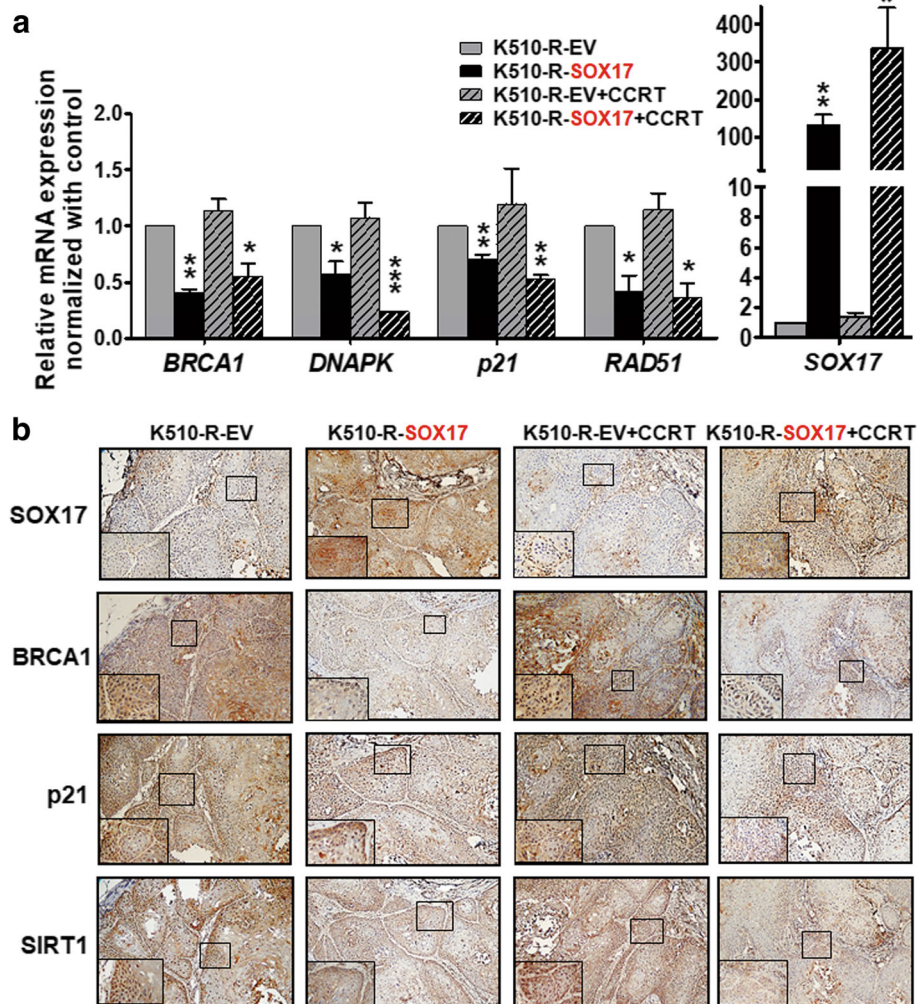 a
K510-R-EV
K510-R-SOX17
K510-R-EV+CCRT
K510-R-SOX17+CCRT
Relative mRNA expression
normalized with control
2.0
1.5
1.0
0.5
0.0
**
*
*
***
**
**
*
*
BRCA1
DNAPK
p21
RAD51
400
300
200
100
10
8
6
4
2
0
**
*
SOX17
b
K510-R-EV
K510-R-SOX17
K510-R-EV+CCRT
K510-R-SOX17+CCRT
SOX17
BRCA1
p21
SIRT1